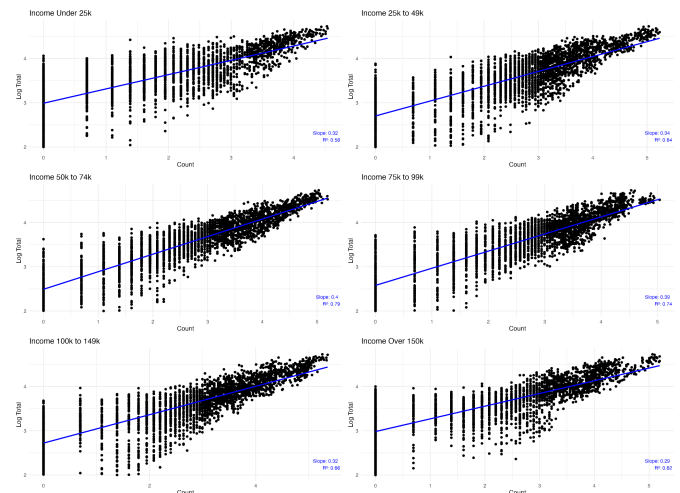 Income Under 25k
Log Total
4
3
2
0
1
2
3
4
Count
Slope: 0.32
R²: 0.58
Income 25k to 49k
Log Total
4
3
2
0
1
2
3
4
5
Count
Slope: 0.34
R²: 0.64
Income 50k to 74k
Log Total
4
3
2
0
1
2
3
4
5
Count
Slope: 0.4
R²: 0.79
Income 75k to 99k
Log Total
4
3
2
0
1
2
3
4
5
Count
Slope: 0.39
R²: 0.74
Income 100k to 149k
Log Total
4
3
2
0
2
4
Count
Slope: 0.32
R²: 0.66
Income Over 150k
Log Total
4
3
2
0
1
2
3
4
5
Count
Slope: 0.29
R²: 0.62